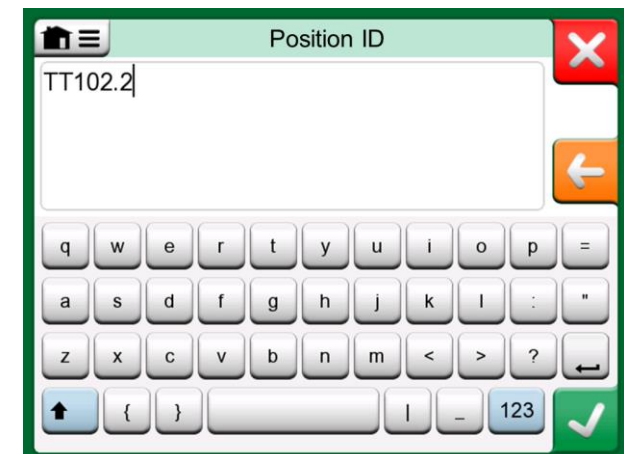 Position ID
TT102.2
q w e r t y u i o p =
a s d f g h j k l : "
z x c v b n m < > ?
{ } | _ 123